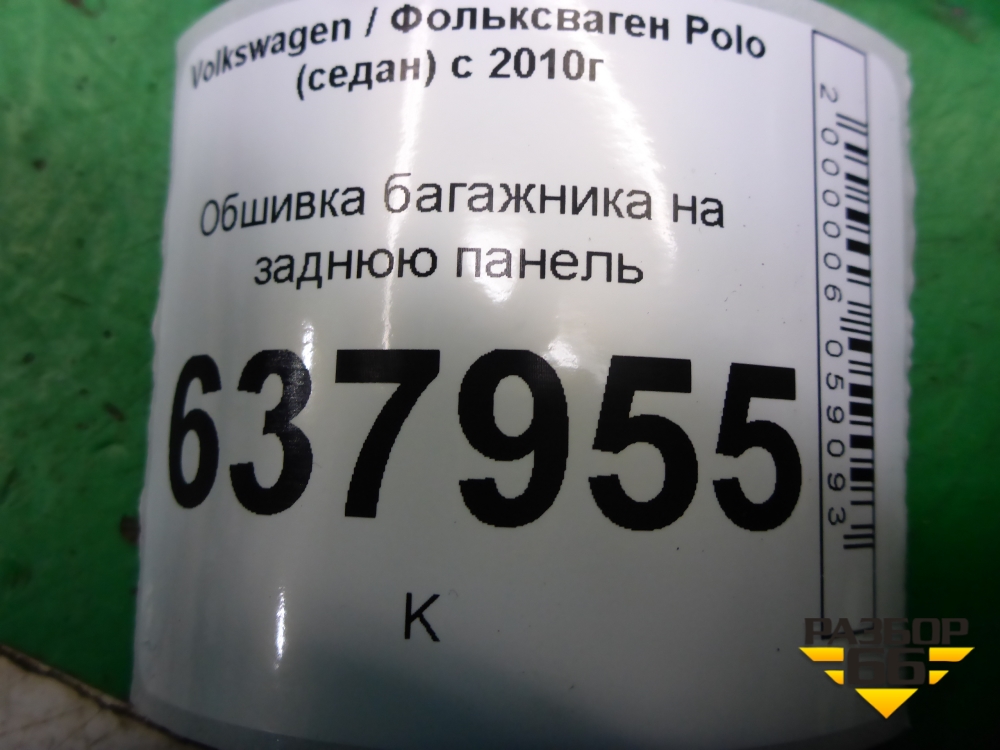 Volkswagen / Фольксваген Polo
(седан) с 2010г
Обшивка багажника на
заднюю панель
637955
К
2000006059093
РАЗБОР
66